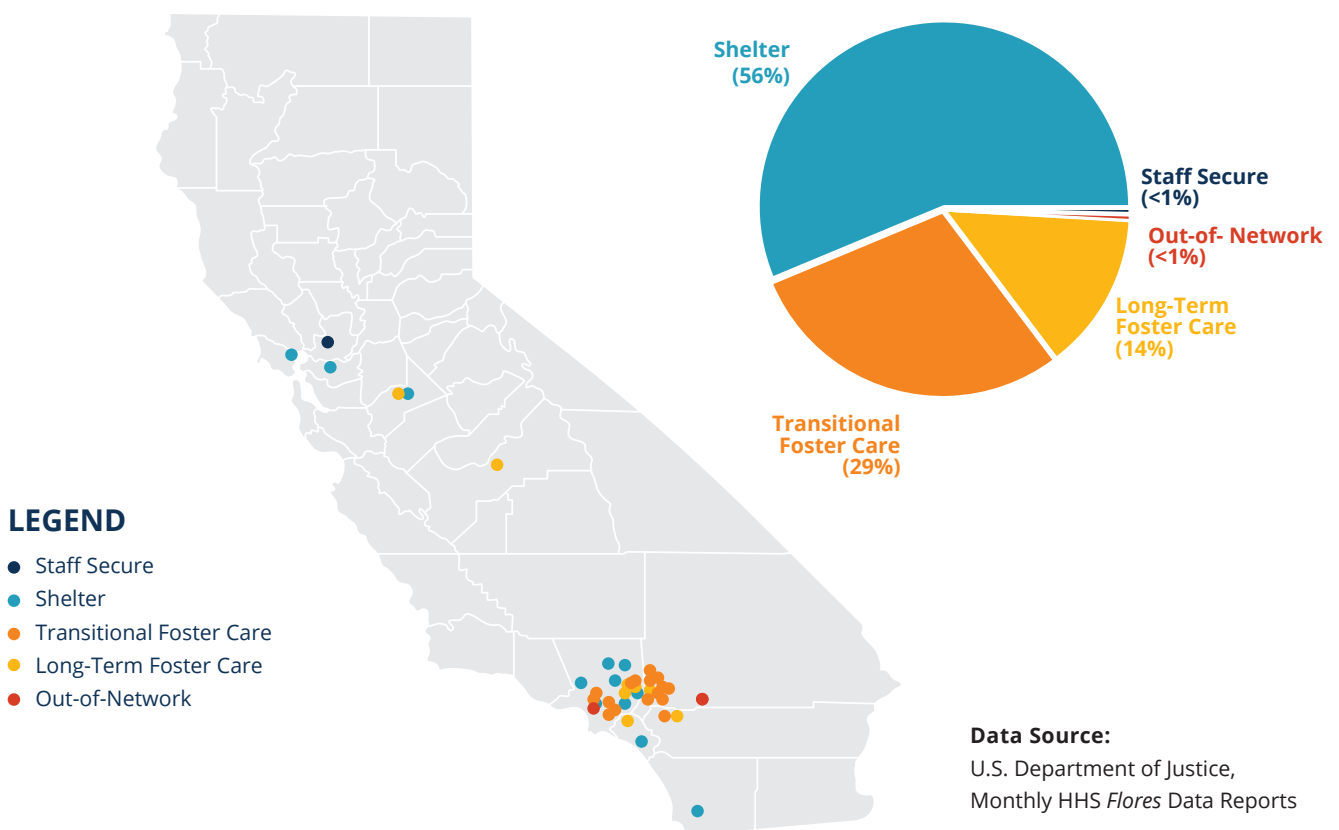 Shelter
(56%)
Staff Secure
(<1%)
Out-of- Network
(<1%)
Long-Term
Foster Care
(14%)
Transitional
Foster Care
(29%)
LEGEND
Staff Secure
Shelter
Transitional Foster Care
Long-Term Foster Care
Out-of-Network
Data Source:
U.S. Department of Justice,
Monthly HHS Flores Data Reports